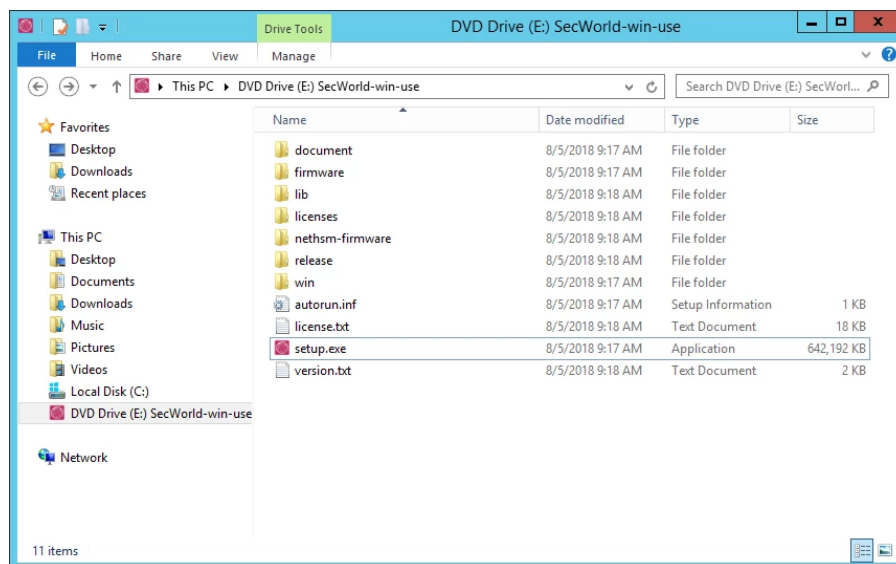 Drive Tools
DVD Drive (E:) SecWorld-win-use
File
Home
Share
View
Manage
This PC
DVD Drive (E:) SecWorld-win-use
Search DVD Drive (E:) SecWorl...
Name
Date modified
Type
Size
Favorites
Desktop
Downloads
Recent places
This PC
Desktop
Documents
Downloads
Music
Pictures
Videos
Local Disk (C:)
DVD Drive (E:) SecWorld-win-use
Network
document 8/5/2018 9:17 AM File folder
firmware 8/5/2018 9:17 AM File folder
lib 8/5/2018 9:18 AM File folder
licenses 8/5/2018 9:18 AM File folder
nethsm-firmware 8/5/2018 9:18 AM File folder
release 8/5/2018 9:18 AM File folder
win 8/5/2018 9:17 AM File folder
autorun.inf 8/5/2018 9:17 AM Setup Information 1 KB
license.txt 8/5/2018 9:18 AM Text Document 18 KB
setup.exe 8/5/2018 9:17 AM Application 642,192 KB
version.txt 8/5/2018 9:18 AM Text Document 2 KB
11 items